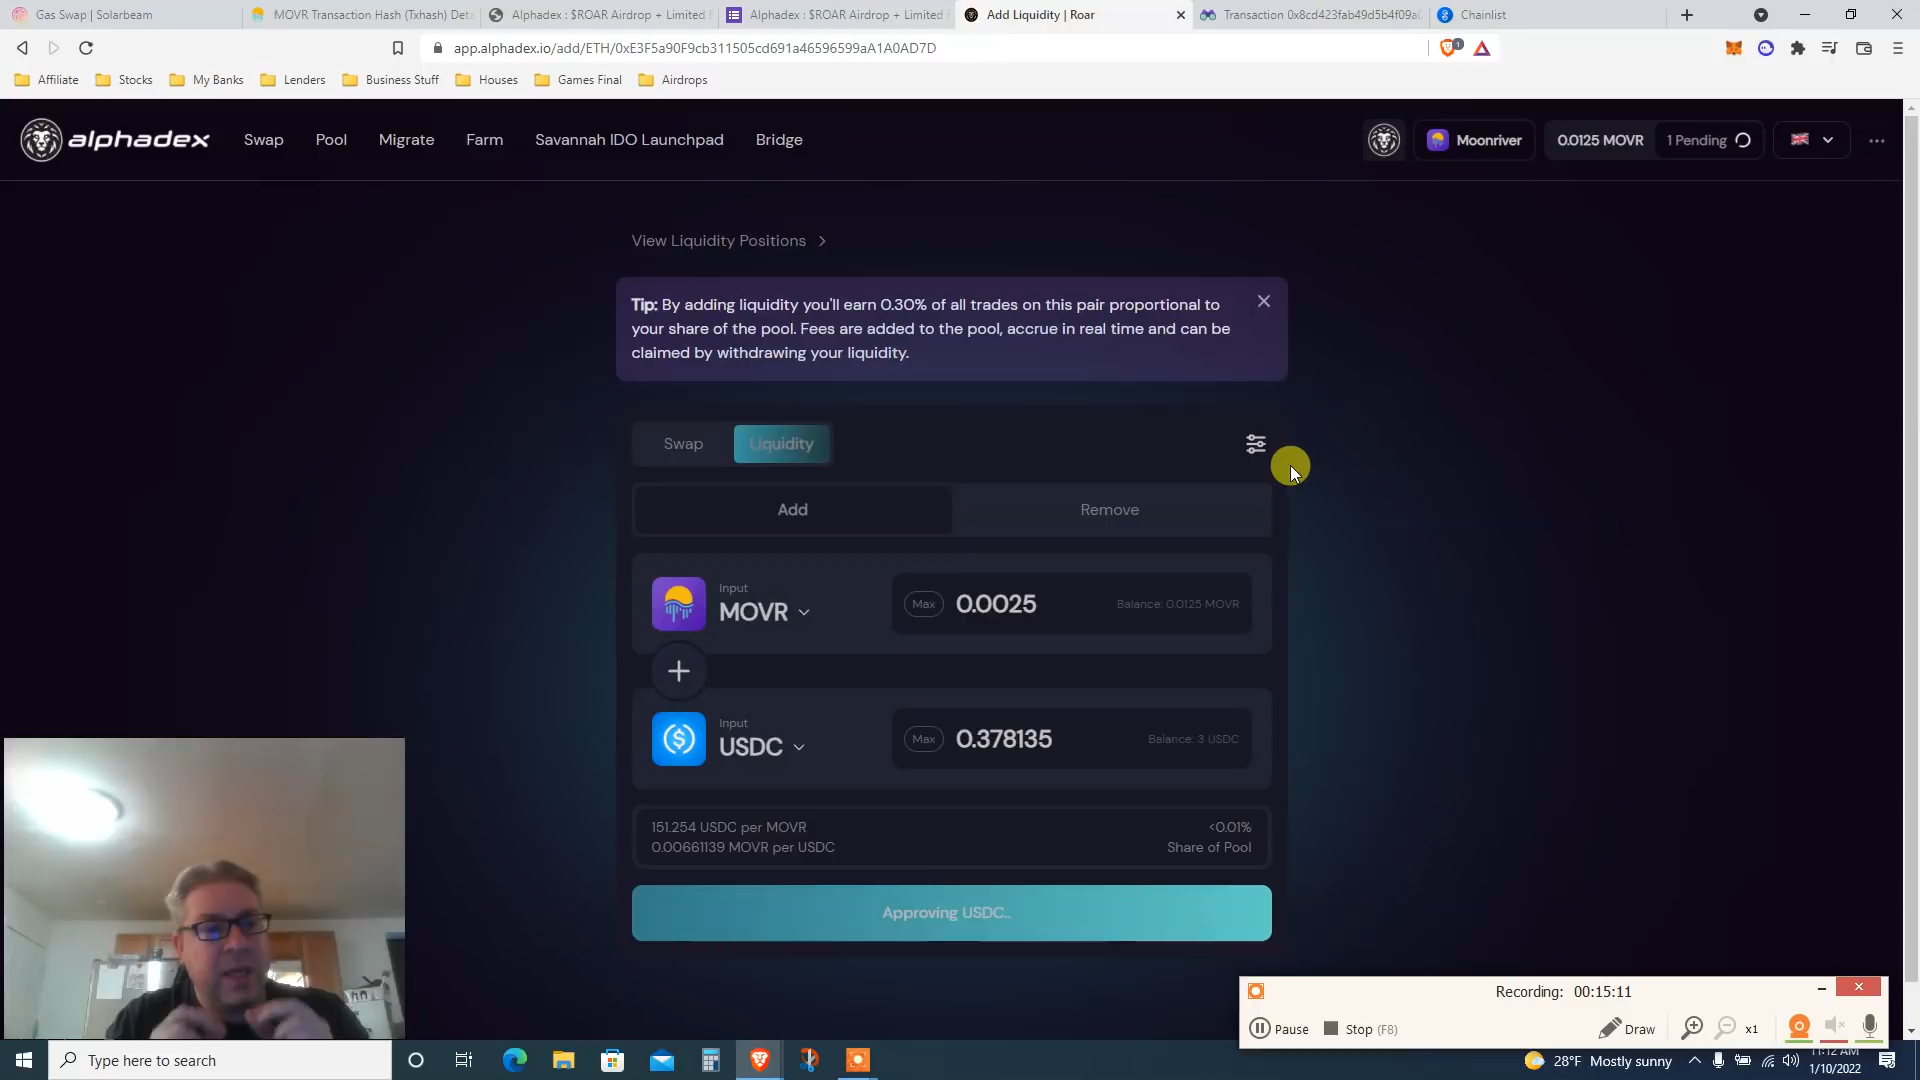 Gas Swap | Solarbeam
MOVR Transaction Hash (Txhash) Deta
Alphadex : $ROAR Airdrop + Limited
Alphadex : $ROAR Airdrop + Limited
Add Liquidity | Roar
Transaction 0x8cd423fab49d5b4f09a
Chainlist
app.alphadex.io/add/ETH/0xE3F5a90F9cb311505cd691a46596599aA1A0AD7D
1
Affiliate
Stocks
My Banks
Lenders
Business Stuff
Houses
Games Final
Airdrops
alphadex
Swap
Pool
Migrate
Farm
Savannah IDO Launchpad
Bridge
Moonriver
0.0125 MOVR
1 Pending
View Liquidity Positions
Tip: By adding liquidity you'll earn 0.30% of all trades on this pair proportional to
your share of the pool. Fees are added to the pool, accrue in real time and can be
claimed by withdrawing your liquidity.
Swap
Liquidity
Add
Remove
Input
MOVR
Max
0.0025
Balance: 0.0125 MOVR
Input
USDC
Max
0.378135
Balance: 3 USDC
151.254 USDC per MOVR
<0.01%
0.00661139 MOVR per USDC
Share of Pool
Approving USDC..
Recording: 00:15:11
Pause
Stop (F8)
Draw
x1
Type here to search
28°F Mostly sunny
11:12 AM
1/10/2022